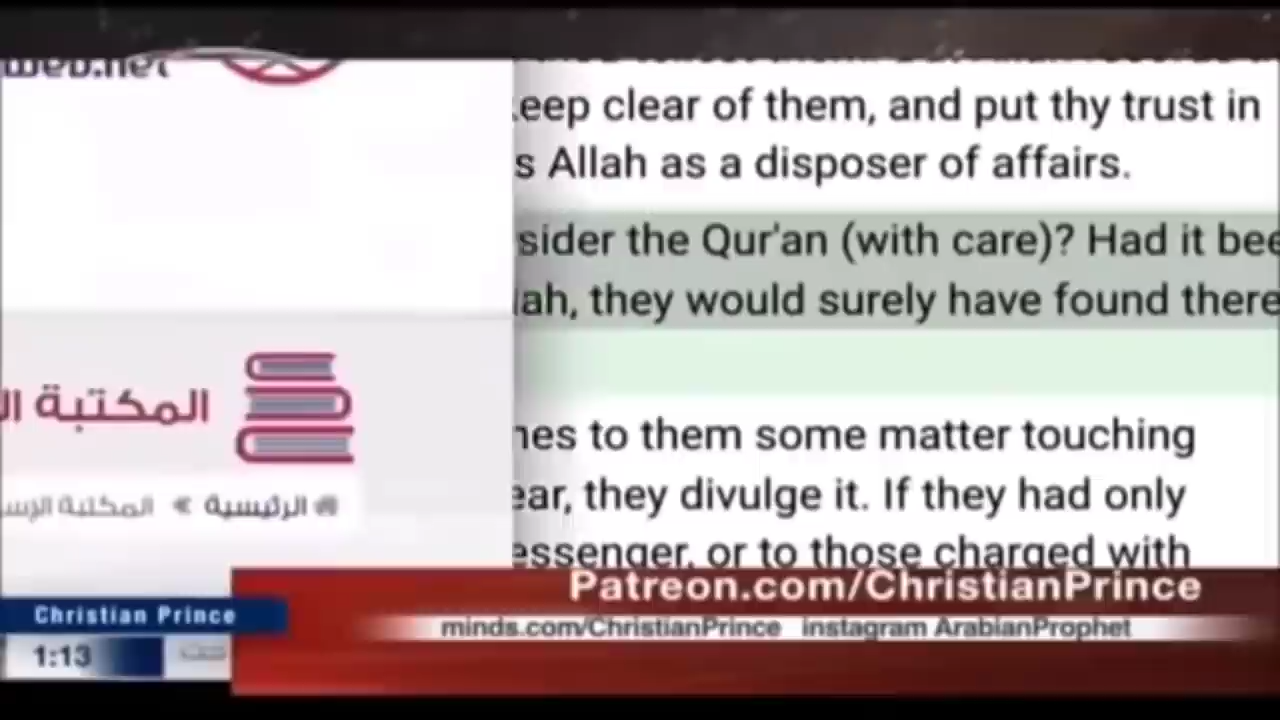 web.net
keep clear of them, and put thy trust in
s Allah as a disposer of affairs.
sider the Qur'an (with care)? Had it bee
lah, they would surely have found there
nes to them some matter touching
ear, they divulge it. If they had only
essenger, or to those charged with
المكتبة ال
الرئيسية » المكتبة الإس
Patreon.com/ChristianPrince
minds.com/ChristianPrince instagram ArabianProphet
Christian Prince
1:13